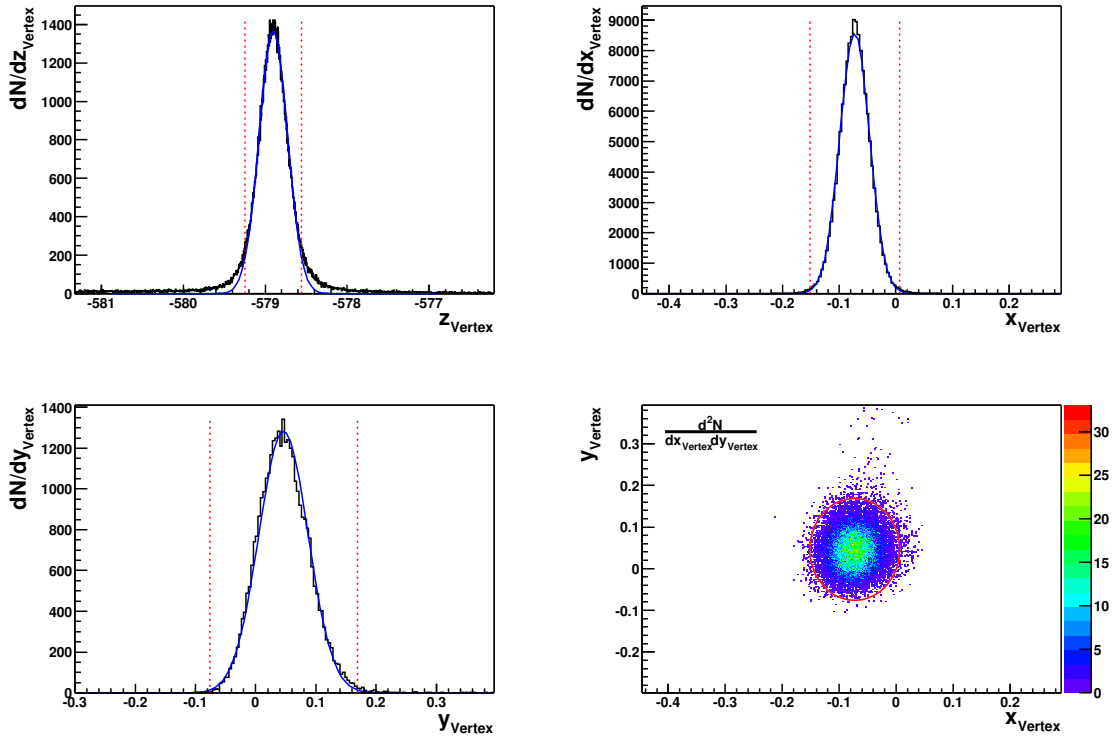 dN/dz_Vertex
1400
1200
1000
800
600
400
200
0
-581 -580 -579 -578 -577
z_Vertex
dN/dx_Vertex
9000
8000
7000
6000
5000
4000
3000
2000
1000
0
-0.4 -0.3 -0.2 -0.1 0 0.1 0.2
x_Vertex
dN/dy_Vertex
1400
1200
1000
800
600
400
200
0
-0.3 -0.2 -0.1 0 0.1 0.2 0.3
y_Vertex
y_Vertex
d²N
dx_Vertex dy_Vertex
0.3
0.2
0.1
0
-0.1
-0.2
-0.4 -0.3 -0.2 -0.1 0 0.1 0.2
x_Vertex
30
25
20
15
10
5
0